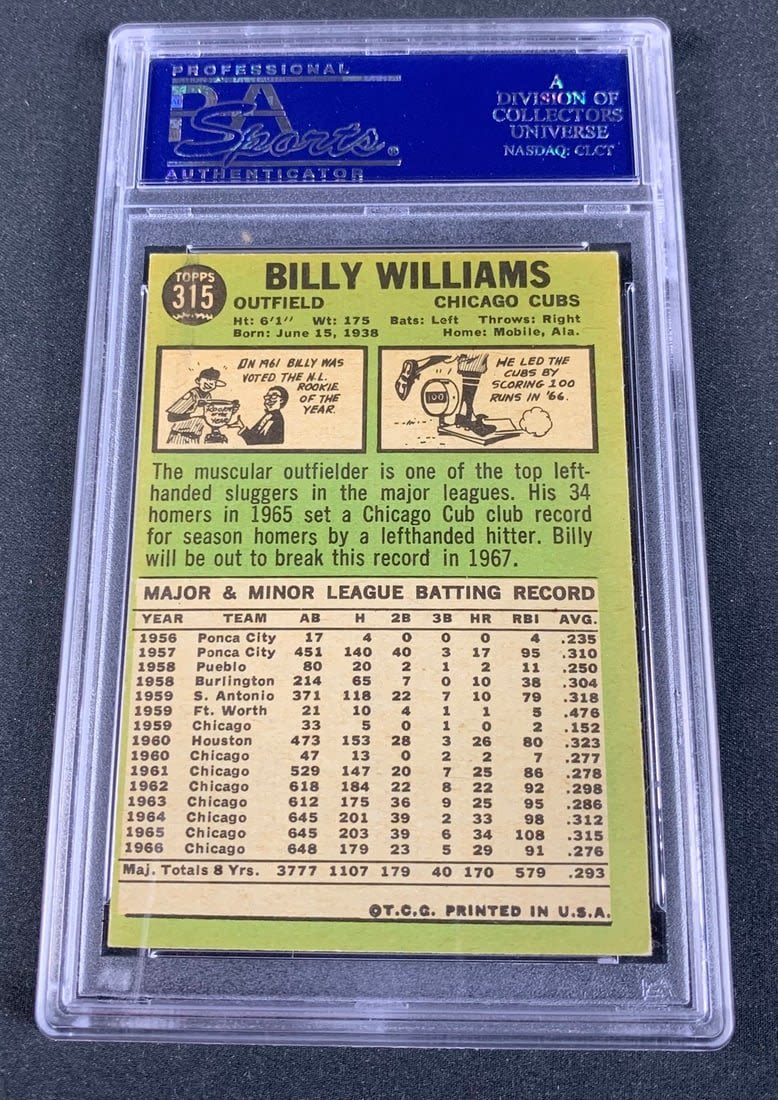 PROFESSIONAL
PSA
Sports®
AUTHENTICATOR
A
DIVISION OF
COLLECTORS
UNIVERSE
NASDAQ: CLCT
TOPPS
315
BILLY WILLIAMS
OUTFIELD CHICAGO CUBS
Ht: 6'1" Wt: 175 Bats: Left Throws: Right
Born: June 15, 1938 Home: Mobile, Ala.
ON 1961 BILLY WAS
VOTED THE N.L.
ROOKIE
OF THE
YEAR.
ROOKIE
OF THE
YEAR
HE LED THE
CUBS BY
SCORING 100
RUNS IN '66.
100
The muscular outfielder is one of the top left-
handed sluggers in the major leagues. His 34
homers in 1965 set a Chicago Cub club record
for season homers by a lefthanded hitter. Billy
will be out to break this record in 1967.
MAJOR & MINOR LEAGUE BATTING RECORD
YEAR TEAM AB H 2B 3B HR RBI AVG.
1956 Ponca City 17 4 0 0 0 4 .235
1957 Ponca City 451 140 40 3 17 95 .310
1958 Pueblo 80 20 2 1 2 11 .250
1958 Burlington 214 65 7 0 10 38 .304
1959 S. Antonio 371 118 22 7 10 79 .318
1959 Ft. Worth 21 10 4 1 1 5 .476
1959 Chicago 33 5 0 1 0 2 .152
1960 Houston 473 153 28 3 26 80 .323
1960 Chicago 47 13 0 2 2 7 .277
1961 Chicago 529 147 20 7 25 86 .278
1962 Chicago 618 184 22 8 22 92 .298
1963 Chicago 612 175 36 9 25 95 .286
1964 Chicago 645 201 39 2 33 98 .312
1965 Chicago 645 203 39 6 34 108 .315
1966 Chicago 648 179 23 5 29 91 .276
Maj. Totals 8 Yrs. 3777 1107 179 40 170 579 .293
©T.C.G. PRINTED IN U.S.A.